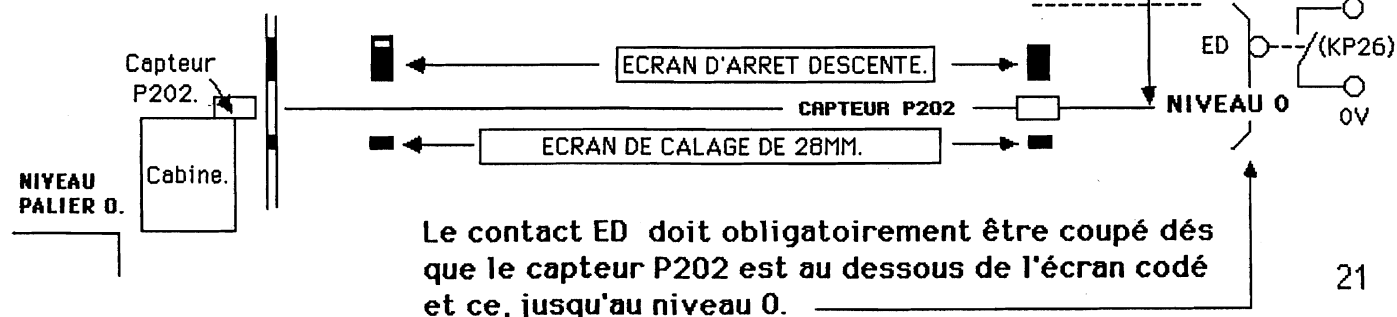 Capteur
P202.
ECRAN D'ARRET DESCENTE.
ED
(KP26)
CAPTEUR P202
NIVEAU 0
0V
ECRAN DE CALAGE DE 28MM.
Cabine.
NIVEAU
PALIER 0.
Le contact ED doit obligatoirement être coupé dés
que le capteur P202 est au dessous de l'écran codé
et ce, jusqu'au niveau 0.
21